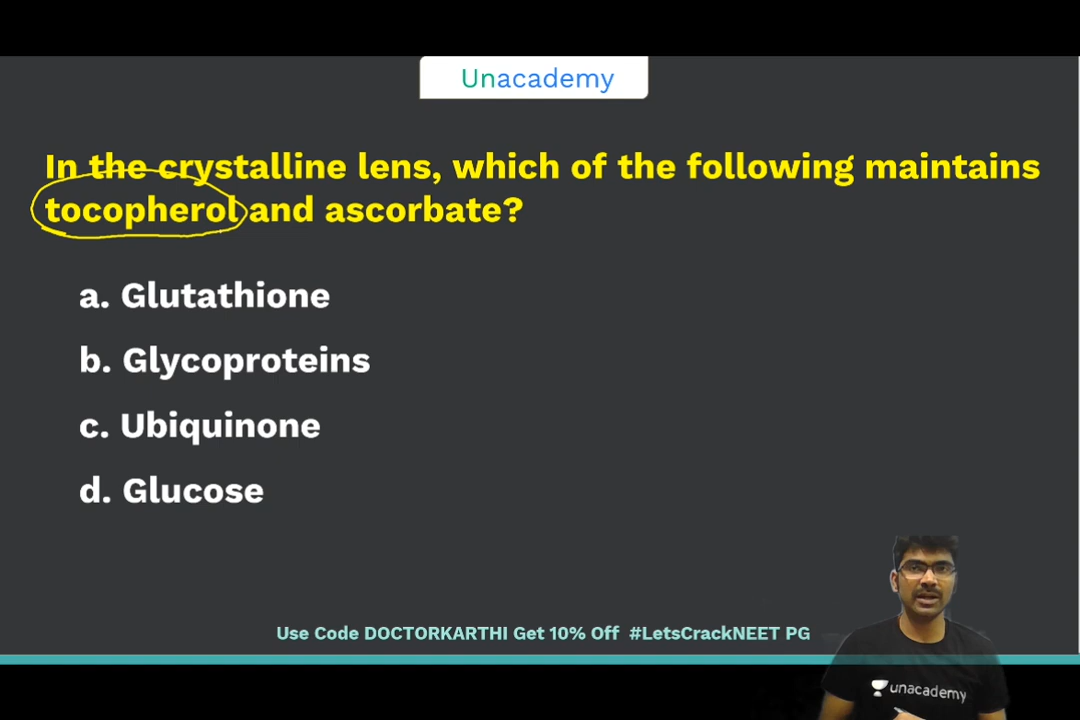 Unacademy
In the crystalline lens, which of the following maintains
tocopherol and ascorbate?
a. Glutathione
b. Glycoproteins
c. Ubiquinone
d. Glucose
Use Code DOCTORKARTHI Get 10% Off #LetsCrackNEET PG
unacademy